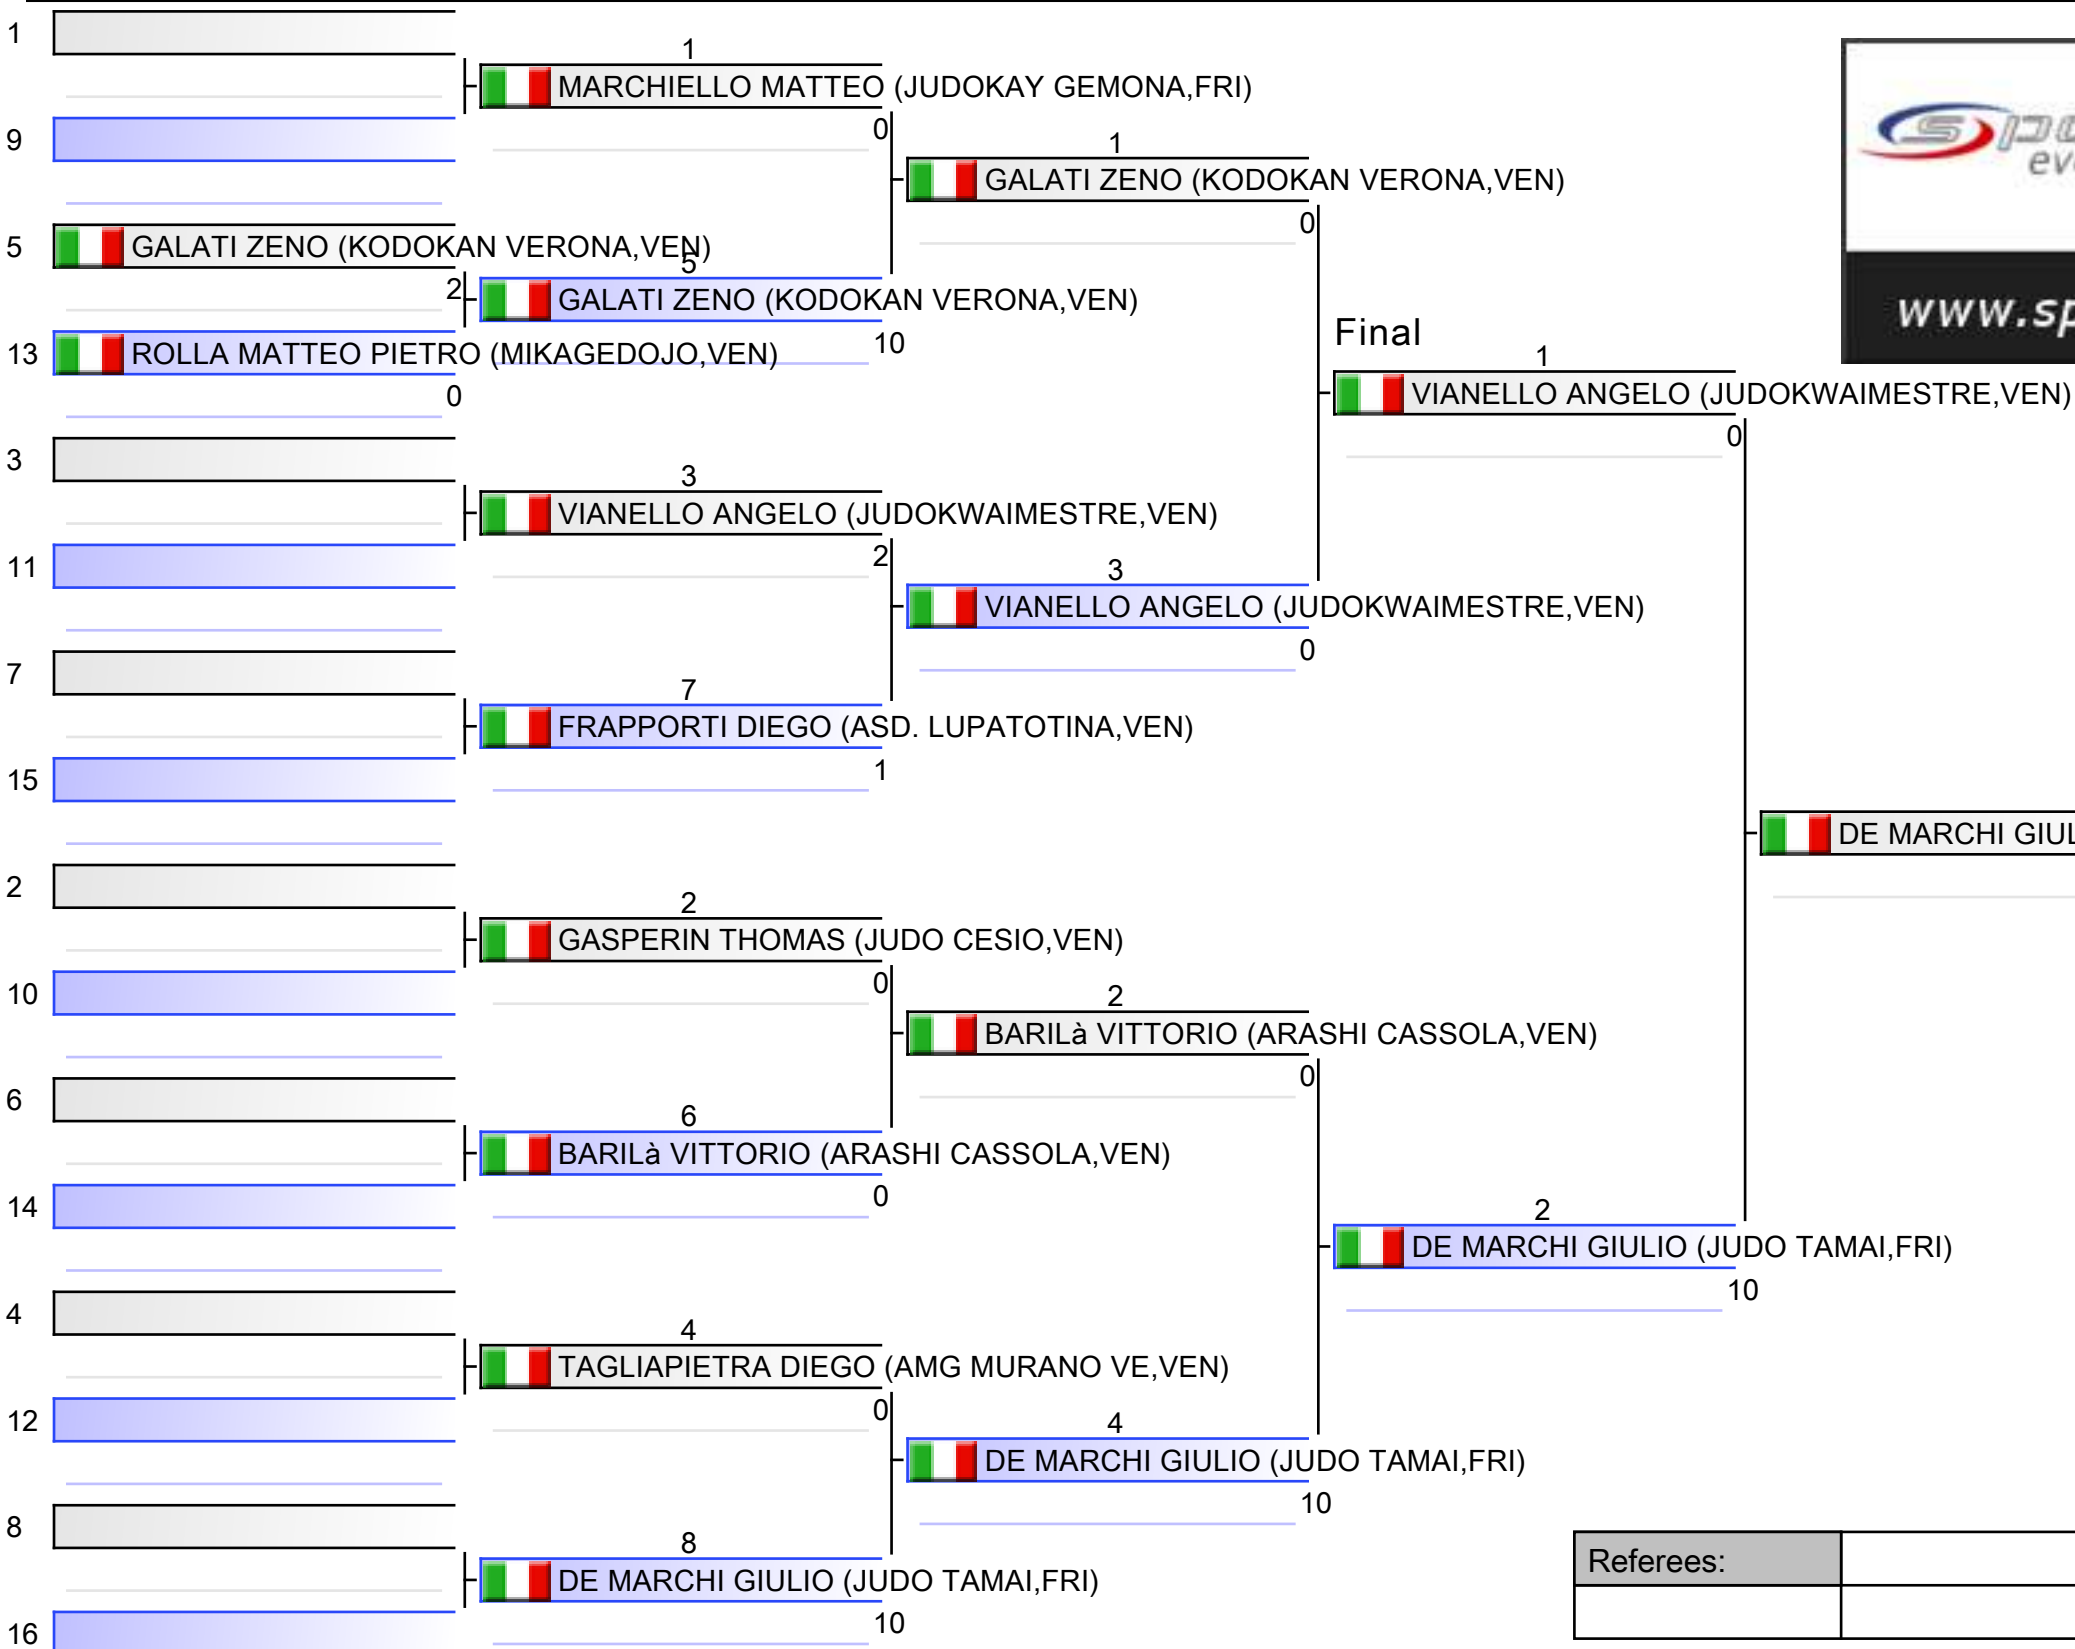 1
9
5 GALATI ZENO (KODOKAN VERONA,VEN)
2
13 ROLLA MATTEO PIETRO (MIKAGEDOJO,VEN)
0
3
11
7
15
2
10
6
14
4
12
8
16
1
MARCHIELLO MATTEO (JUDOKAY GEMONA,FRI)
0
5
GALATI ZENO (KODOKAN VERONA,VEN)
10
3
VIANELLO ANGELO (JUDOKWAIMESTRE,VEN)
2
7
FRAPPORTI DIEGO (ASD. LUPATOTINA,VEN)
1
2
GASPERIN THOMAS (JUDO CESIO,VEN)
0
6
BARILà VITTORIO (ARASHI CASSOLA,VEN)
0
4
TAGLIAPIETRA DIEGO (AMG MURANO VE,VEN)
0
8
DE MARCHI GIULIO (JUDO TAMAI,FRI)
10
1
GALATI ZENO (KODOKAN VERONA,VEN)
0
3
VIANELLO ANGELO (JUDOKWAIMESTRE,VEN)
0
2
BARILà VITTORIO (ARASHI CASSOLA,VEN)
0
4
DE MARCHI GIULIO (JUDO TAMAI,FRI)
10
Final
1
VIANELLO ANGELO (JUDOKWAIMESTRE,VEN)
0
2
DE MARCHI GIULIO (JUDO TAMAI,FRI)
10
DE MARCHI
www.sp
Referees: